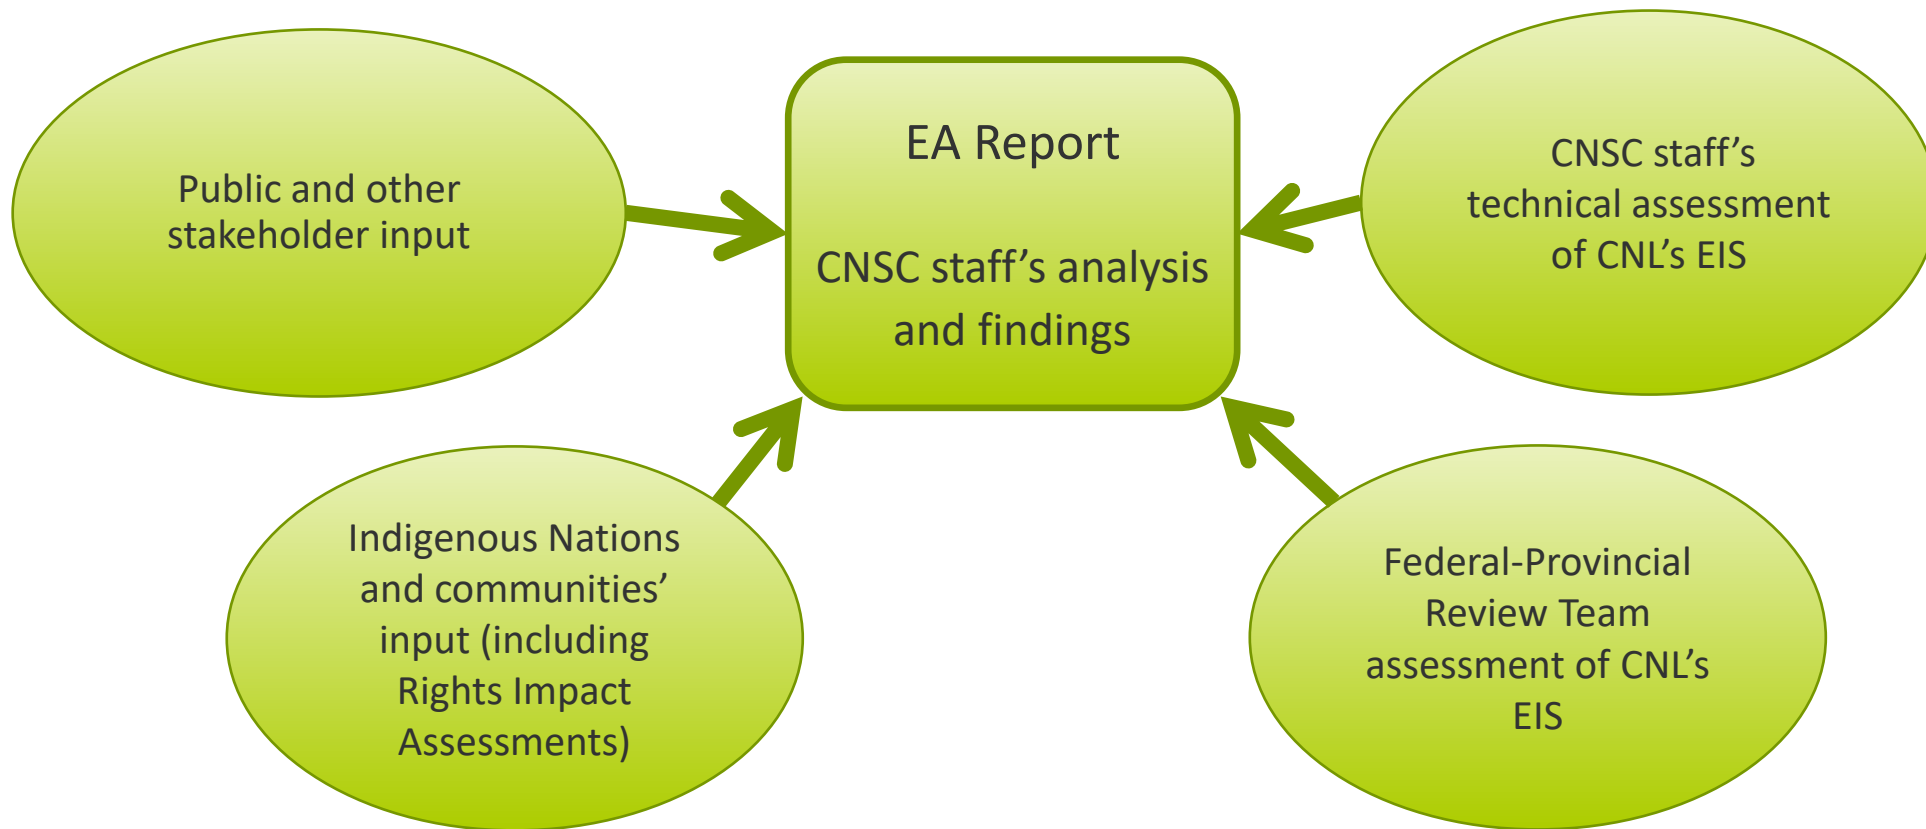 Public and other
stakeholder input
EA Report
CNSC staff’s analysis
and findings
CNSC staff’s
technical assessment
of CNL’s EIS
Indigenous Nations
and communities’
input (including
Rights Impact
Assessments)
Federal-Provincial
Review Team
assessment of CNL’s
EIS